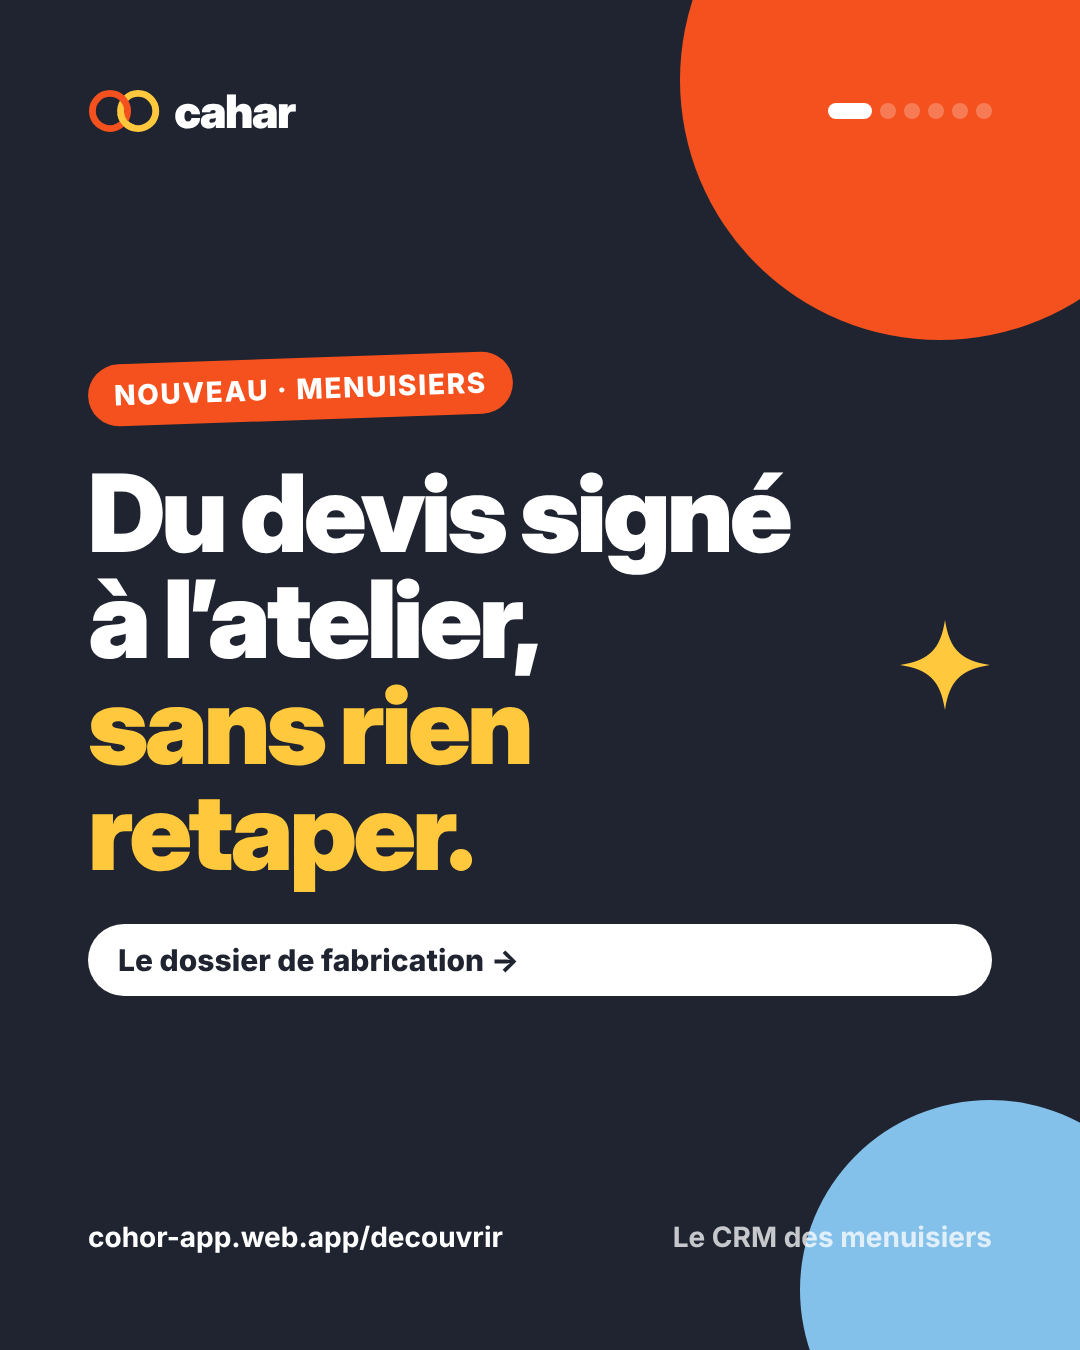 cahar
NOUVEAU · MENUISIERS
Du devis signé
à l’atelier,
sans rien
retaper.
Le dossier de fabrication →
cohor-app.web.app/decouvrir
Le CRM des menuisiers